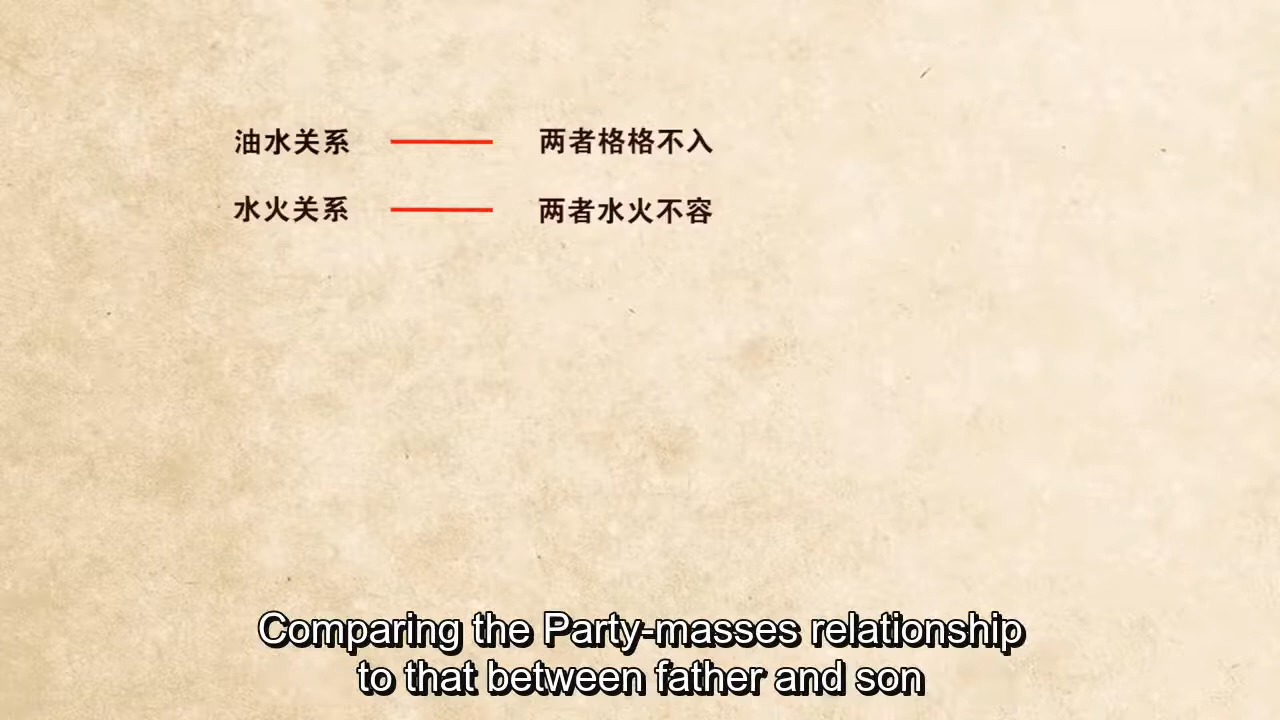 油水关系 两者格格不入
水火关系 两者水火不容
Comparing the Party-masses relationship
to that between father and son